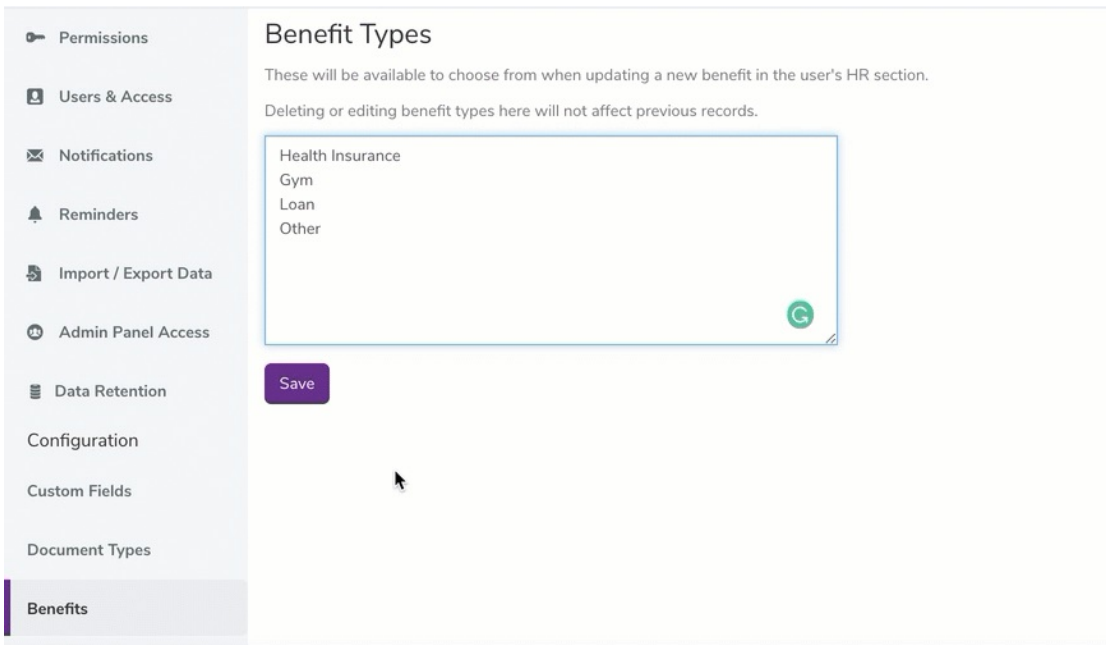 Permissions
Users & Access
Notifications
Reminders
Import / Export Data
Admin Panel Access
Data Retention
Configuration
Custom Fields
Document Types
Benefits
Benefit Types
These will be available to choose from when updating a new benefit in the user's HR section.
Deleting or editing benefit types here will not affect previous records.
Health Insurance
Gym
Loan
Other
Save